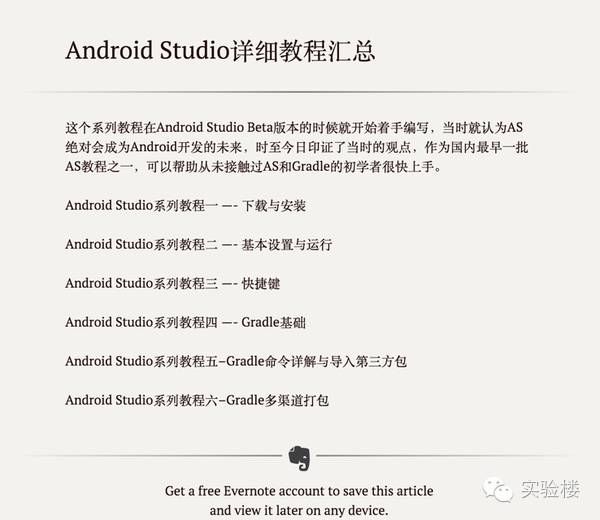 Android Studio详细教程汇总
这个系列教程在Android Studio Beta版本的时候就开始着手编写，当时就认为AS
绝对会成为Android开发的未来，时至今日印证了当时的观点，作为国内最早一批
AS教程之一，可以帮助从未接触过AS和Gradle的初学者很快上手。
Android Studio系列教程一 —- 下载与安装
Android Studio系列教程二 —- 基本设置与运行
Android Studio系列教程三 —- 快捷键
Android Studio系列教程四 —- Gradle基础
Android Studio系列教程五–Gradle命令详解与导入第三方包
Android Studio系列教程六–Gradle多渠道打包
Get a free Evernote account to save this article
and view it later on any device.
实验楼